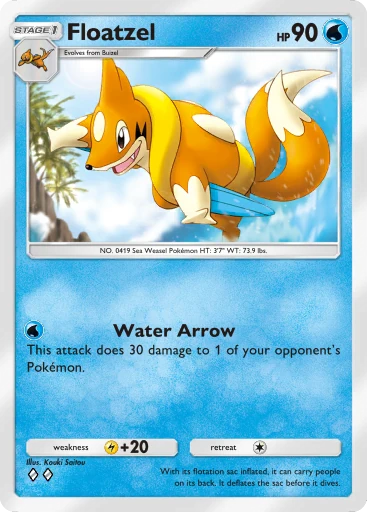 STAGE 1
Floatzel
HP 90
Evolves from Buizel
NO. 0419 Sea Weasel Pokémon HT: 3'7" WT: 73.9 lbs.
Water Arrow
This attack does 30 damage to 1 of your opponent's
Pokémon.
weakness +20 retreat
Illus. Kouki Saitou
With its flotation sac inflated, it can carry people
on its back. It deflates the sac before it dives.